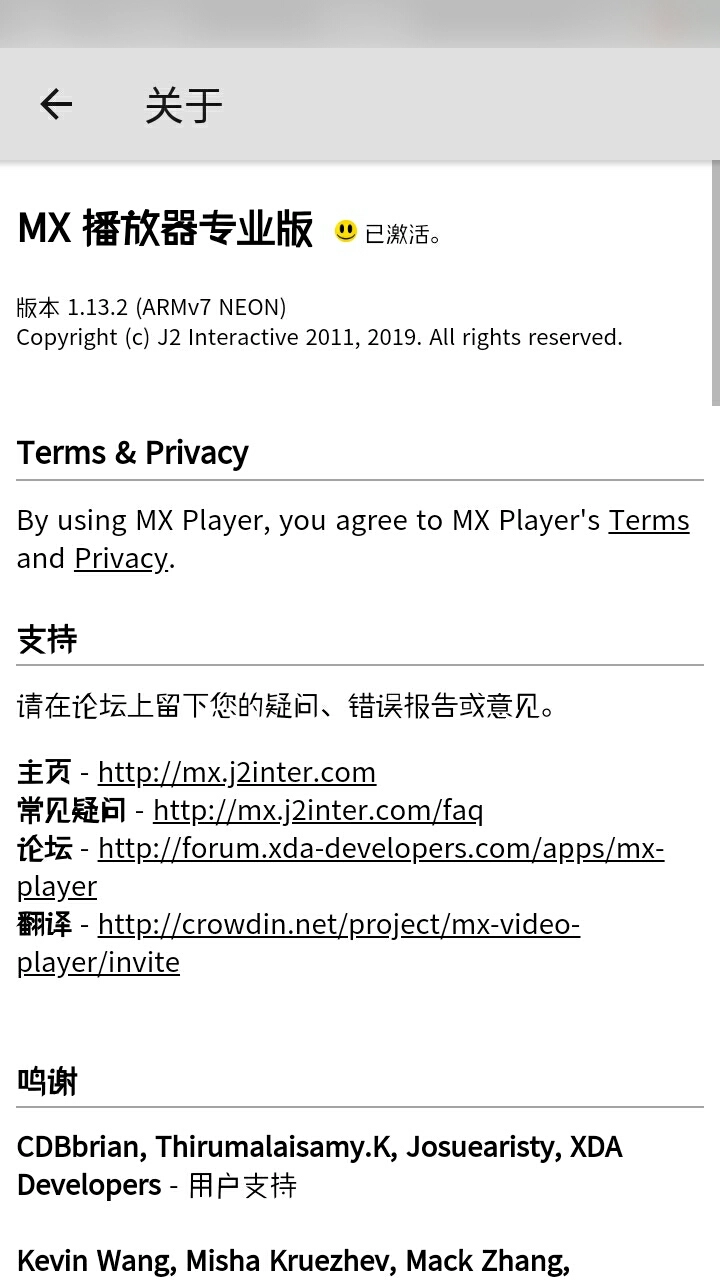 关于
MX 播放器专业版 已激活。
版本 1.13.2 (ARMv7 NEON)
Copyright (c) J2 Interactive 2011, 2019. All rights reserved.
Terms & Privacy
By using MX Player, you agree to MX Player's Terms
and Privacy.
支持
请在论坛上留下您的疑问、错误报告或意见。
主页 - http://mx.j2inter.com
常见疑问 - http://mx.j2inter.com/faq
论坛 - http://forum.xda-developers.com/apps/mx-
player
翻译 - http://crowdin.net/project/mx-video-
player/invite
鸣谢
CDBbrian, Thirumalaisamy.K, Josuearisty, XDA
Developers - 用户支持
Kevin Wang, Misha Kruezhev, Mack Zhang,